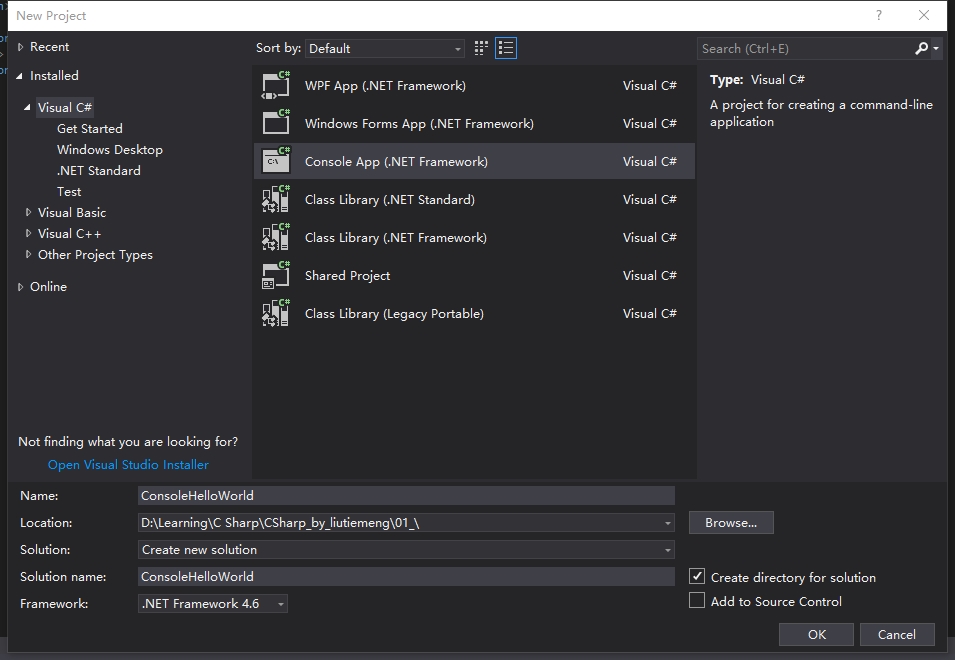 New Project
Recent
Installed
Visual C#
Get Started
Windows Desktop
.NET Standard
Test
Visual Basic
Visual C++
Other Project Types
Online
Not finding what you are looking for?
Open Visual Studio Installer
Sort by: Default
WPF App (.NET Framework) Visual C#
Windows Forms App (.NET Framework) Visual C#
Console App (.NET Framework) Visual C#
Class Library (.NET Standard) Visual C#
Class Library (.NET Framework) Visual C#
Shared Project Visual C#
Class Library (Legacy Portable) Visual C#
Search (Ctrl+E)
Type: Visual C#
A project for creating a command-line
application
Name: ConsoleHelloWorld
Location: D:\Learning\C Sharp\CSharp_by_liutiemeng\01_\ Browse...
Solution: Create new solution
Solution name: ConsoleHelloWorld
Create directory for solution
Framework: .NET Framework 4.6
Add to Source Control
OK Cancel